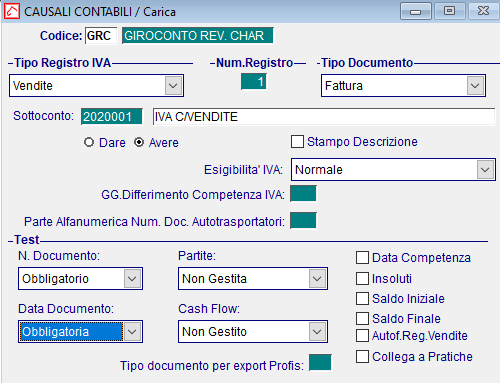 CAUSALI CONTABILI / Carica
Codice: GRC GIROCONTO REV. CHAR
Tipo Registro IVA Num.Registro Tipo Documento
Vendite 1 Fattura
Sottoconto: 2020001 IVA C/VENDITE
Dare Avere Stampo Descrizione
Esigibilita' IVA: Normale
GG.Differimento Competenza IVA:
Parte Alfanumerica Num. Doc. Autotrasportatori:
Test
N. Documento: Partite: Data Competenza
Obbligatorio Non Gestita Insoluti
Saldo Iniziale
Data Documento: Cash Flow: Saldo Finale
Obbligatoria Non Gestito Autof.Reg.Vendite
Collega a Pratiche
Tipo documento per export Profis: